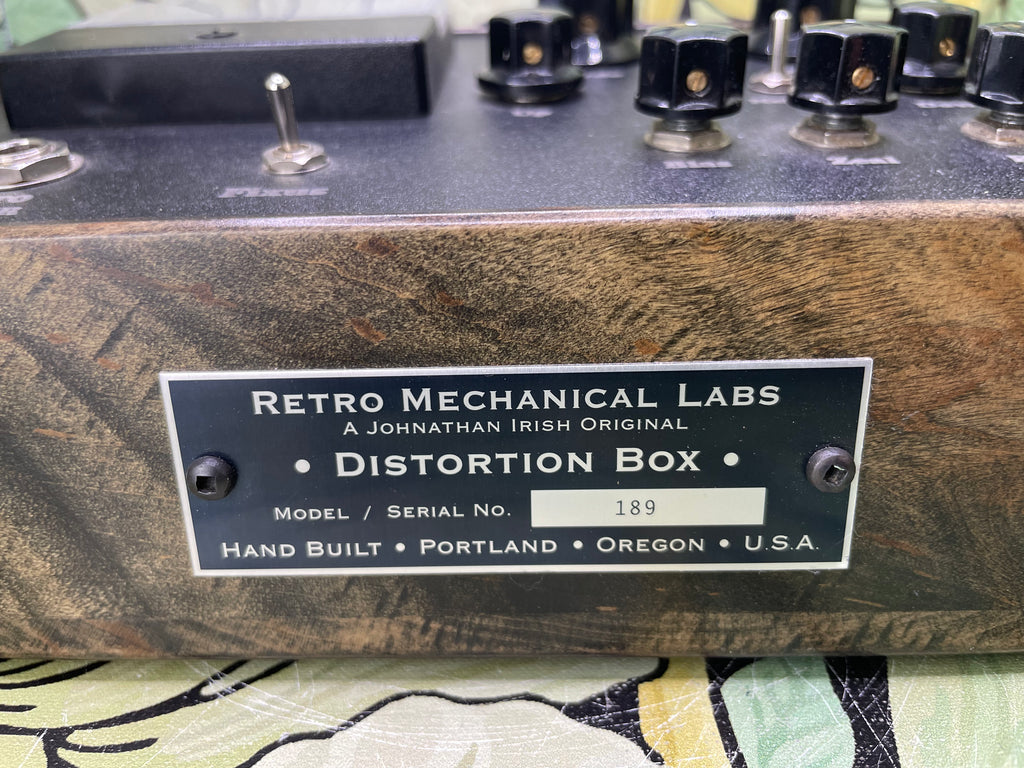 Retro Mechanical Labs
A Johnathan Irish Original
• Distortion Box •
Model / Serial No. 189
Hand Built • Portland • Oregon • U.S.A.